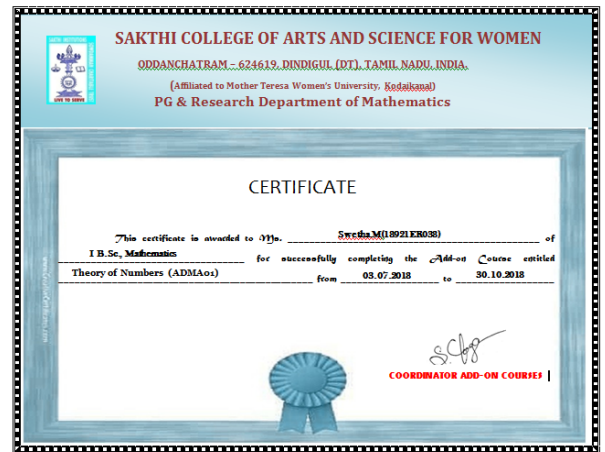 SAKTHI INSTITUTIONS
LIVE TO SERVE
SAKTHI COLLEGE OF ARTS AND SCIENCE FOR WOMEN
ODDANCHATRAM – 624619, DINDIGUL (DT), TAMIL NADU. INDIA.
(Affiliated to Mother Teresa Women's University, Kodaikanal)
PG & Research Department of Mathematics
CERTIFICATE
This certificate is awarded to Ms. Swetha.M(18921ER038) of
I B.Sc., Mathematics for successfully completing the Add-on Course entitled
Theory of Numbers (ADMA01) from 03.07.2018 to 30.10.2018
COORDINATOR ADD-ON COURSES